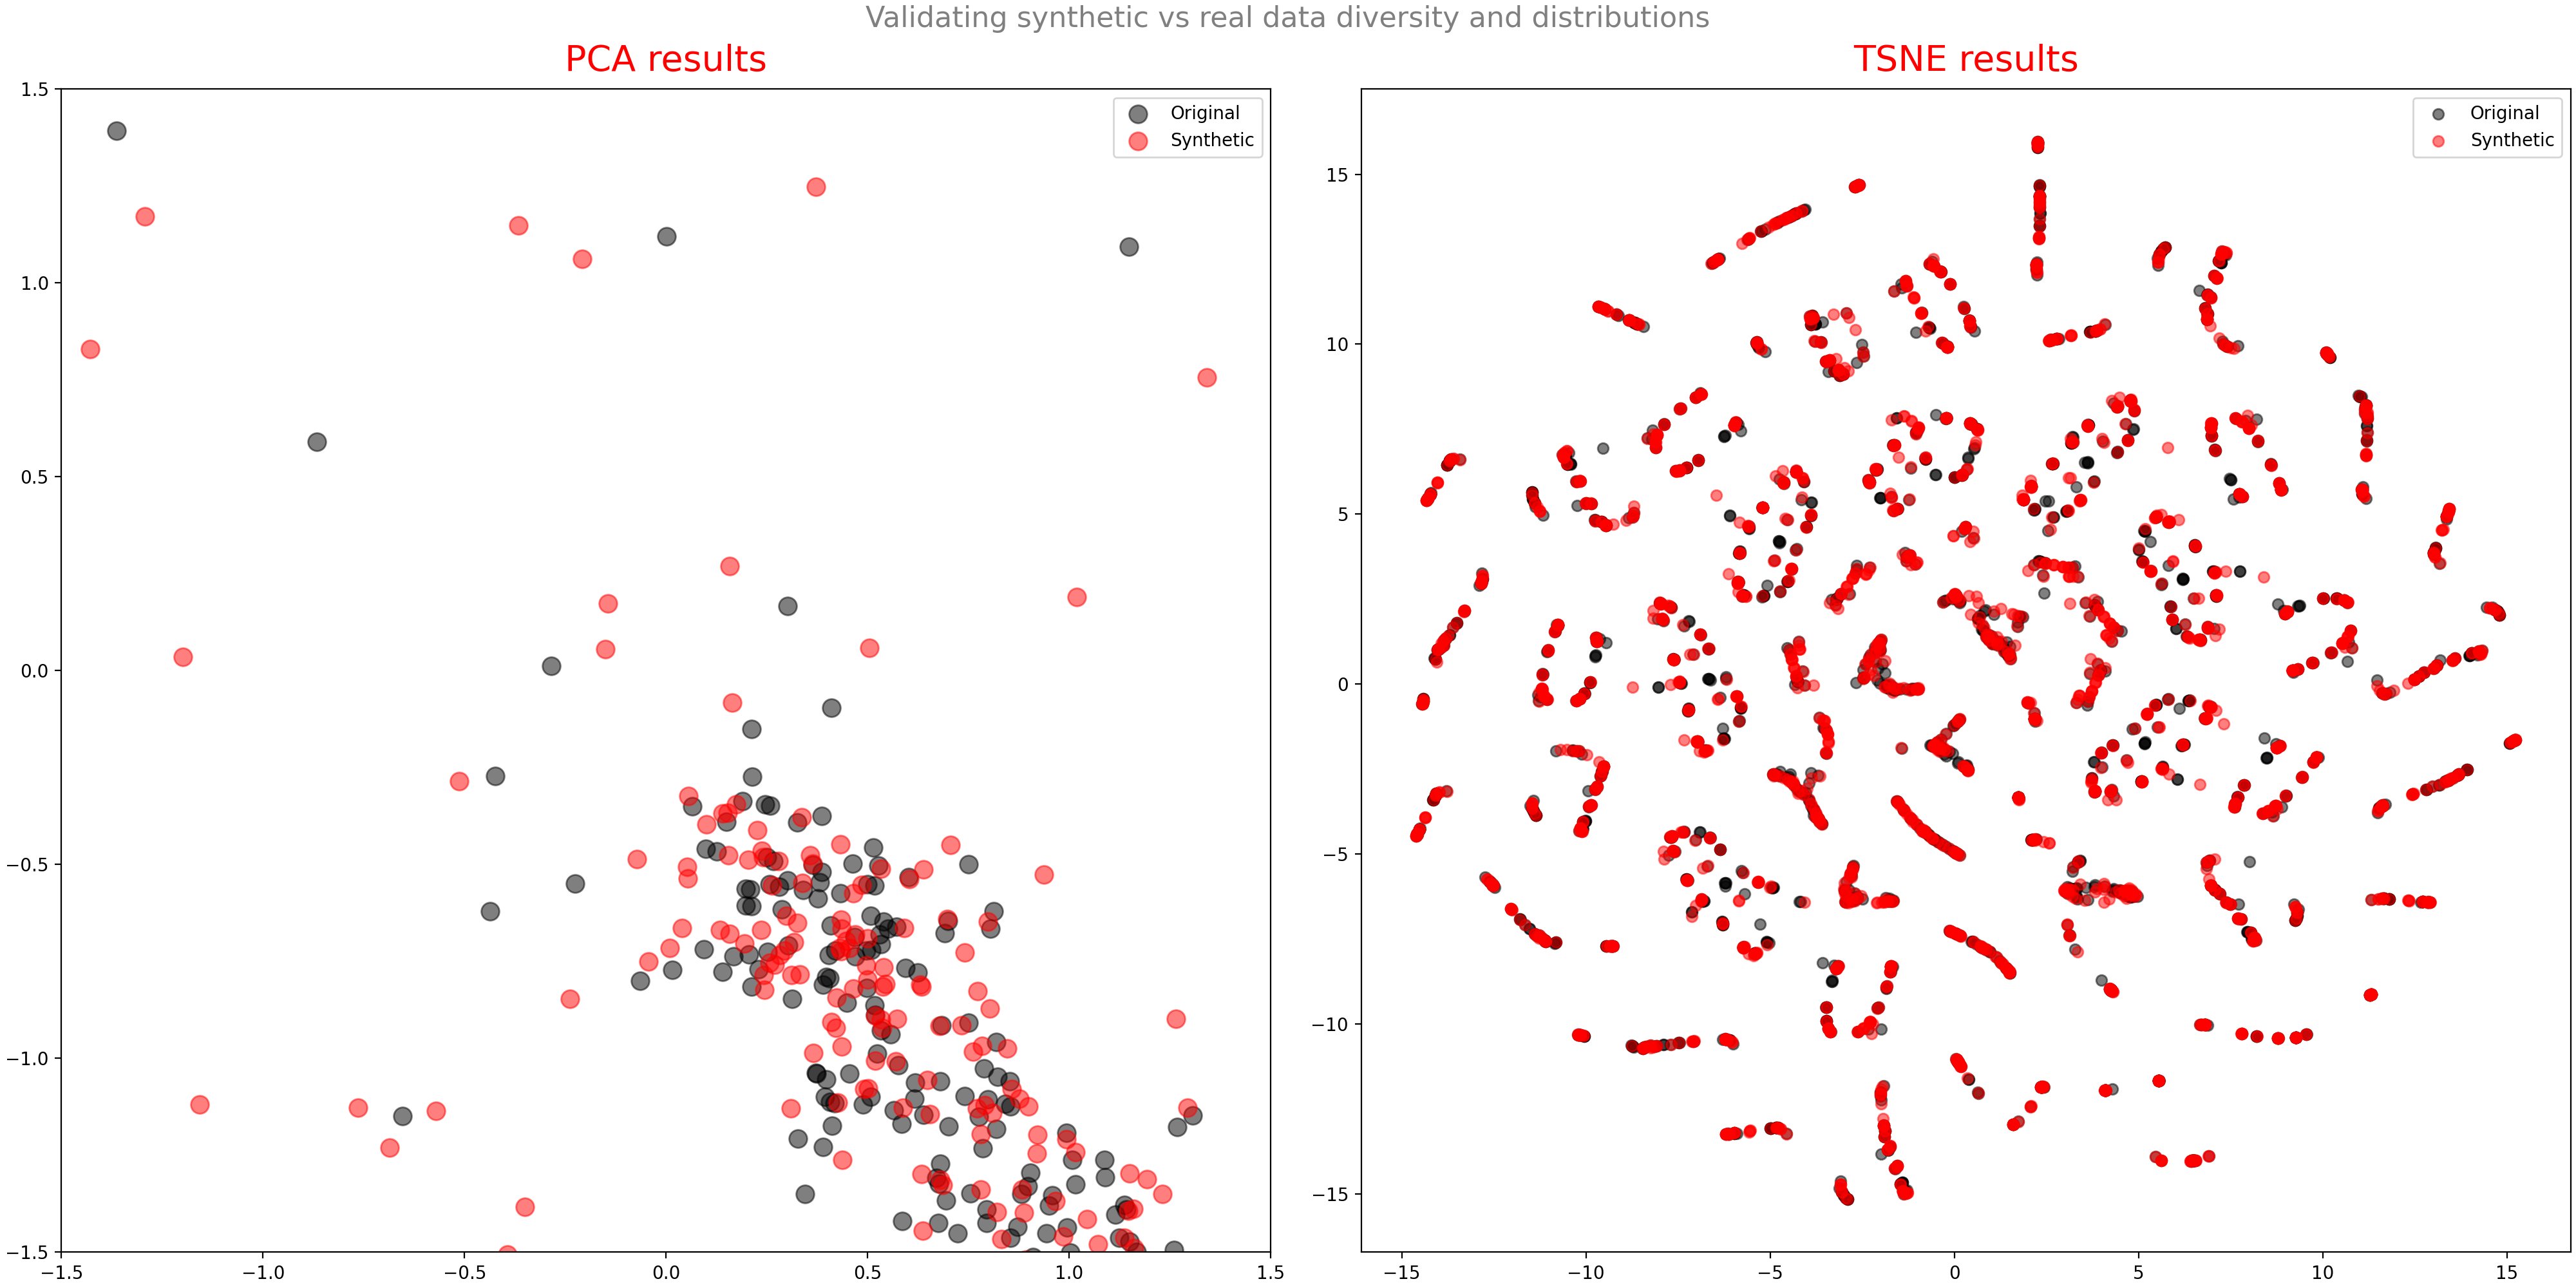 Validating synthetic vs real data diversity and distributions
PCA results
Original
Synthetic
1.5
1.0
0.5
0.0
−0.5
−1.0
−1.5
−1.5 −1.0 −0.5 0.0 0.5 1.0 1.5
TSNE results
Original
Synthetic
15
10
5
0
−5
−10
−15
−15 −10 −5 0 5 10 15